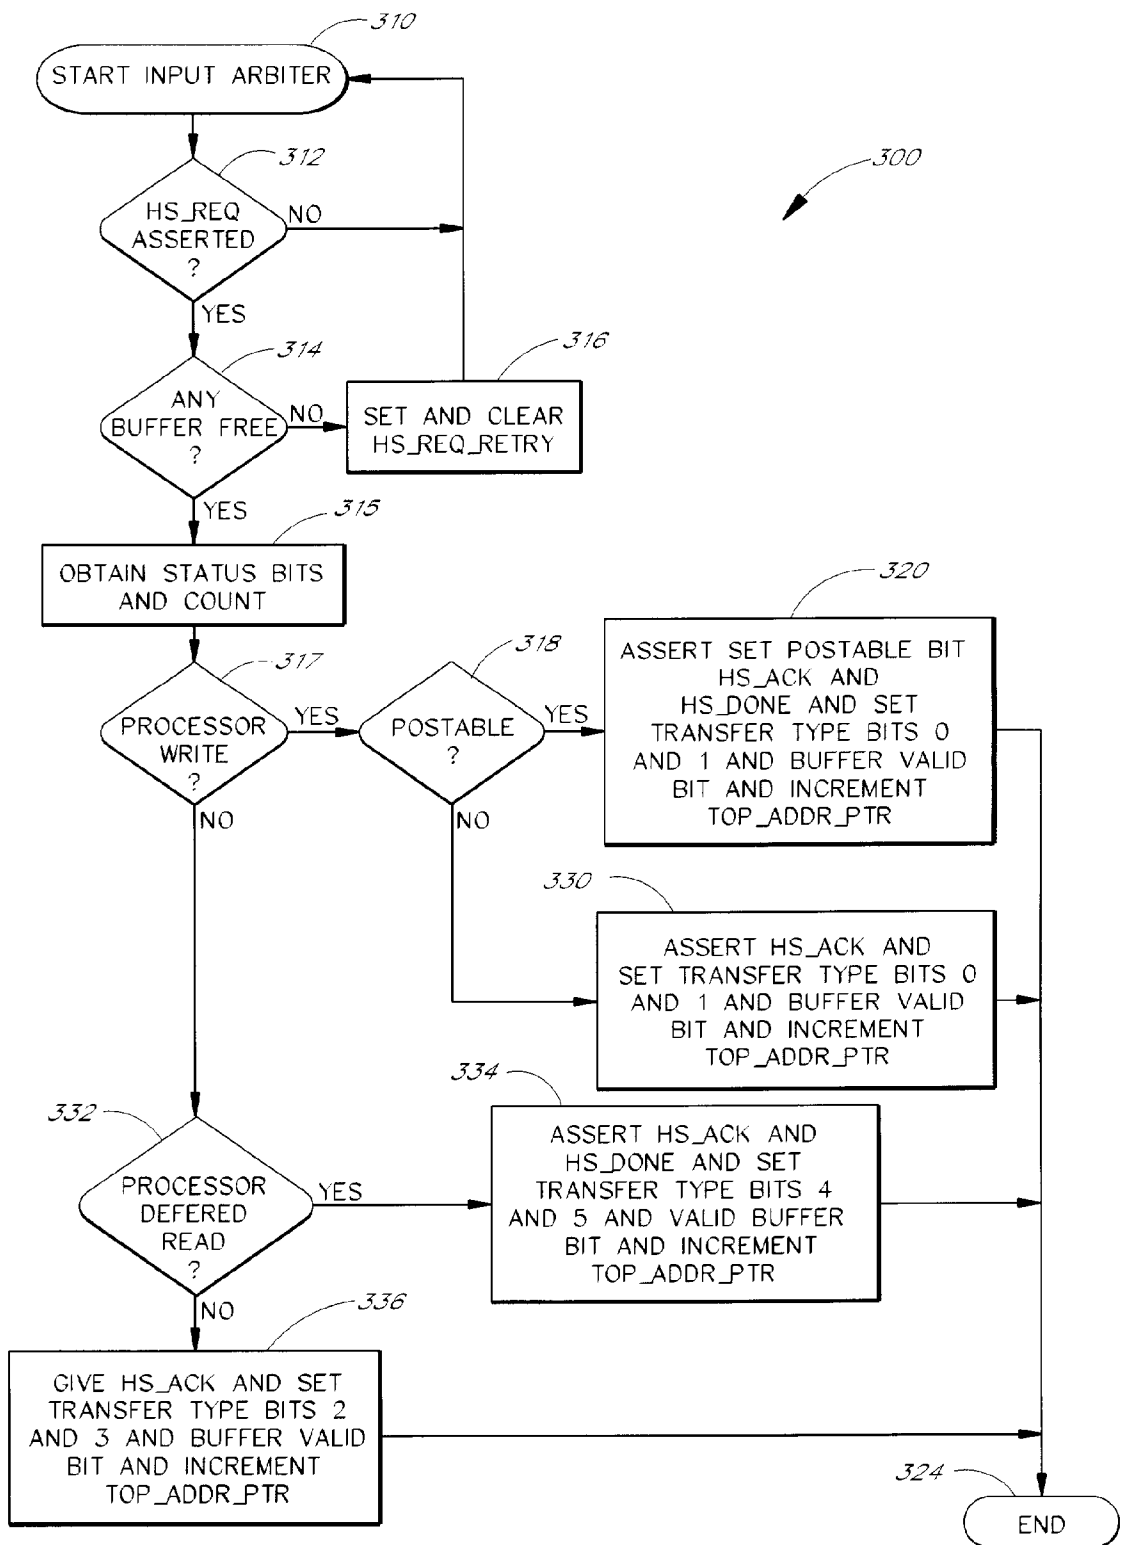 310
START INPUT ARBITER
312
300
HS_REQ
ASSERTED
?
NO
YES
314
316
ANY
BUFFER FREE
?
NO
SET AND CLEAR
HS_REQ_RETRY
YES
315
OBTAIN STATUS BITS
AND COUNT
317
318
320
PROCESSOR
WRITE
?
YES
POSTABLE
?
YES
ASSERT SET POSTABLE BIT
HS_ACK AND
HS_DONE AND SET
TRANSFER TYPE BITS 0
AND 1 AND BUFFER VALID
BIT AND INCREMENT
TOP_ADDR_PTR
NO
NO
330
ASSERT HS_ACK AND
SET TRANSFER TYPE BITS 0
AND 1 AND BUFFER VALID
BIT AND INCREMENT
TOP_ADDR_PTR
332
334
PROCESSOR
DEFERED
READ
?
YES
ASSERT HS_ACK AND
HS_DONE AND SET
TRANSFER TYPE BITS 4
AND 5 AND VALID BUFFER
BIT AND INCREMENT
TOP_ADDR_PTR
NO
336
GIVE HS_ACK AND SET
TRANSFER TYPE BITS 2
AND 3 AND BUFFER VALID
BIT AND INCREMENT
TOP_ADDR_PTR
324
END